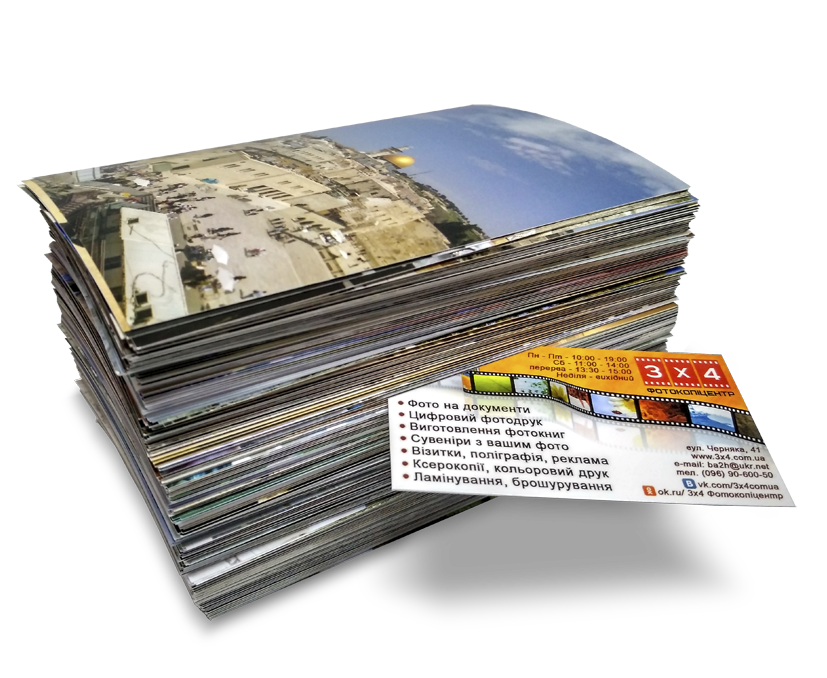 Пн - Пт - 10:00 - 19:00
Сб - 11:00 - 14:00
перерва - 13:30 - 15:00
Неділя - вихідний
3 x 4
ФОТОКОПІЦЕНТР
• Фото на документи
• Цифровий фотодрук
• Виготовлення фотокниг
• Сувеніри з вашим фото
• Візитки, поліграфія, реклама
• Ксерокопії, кольоровий друк
• Ламінування, брошурування
вул. Черняка, 41
www.3x4.com.ua
e-mail: ba2h@ukr.net
тел. (096) 90-600-50
vk.com/3x4comua
ok.ru/ 3x4 Фотокопіцентр